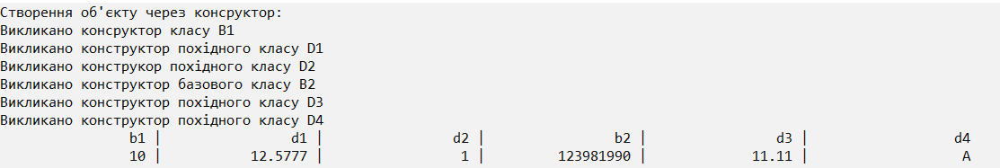 Створення об'єкту через консруктор:
Викликано консруктор класу B1
Викликано конструктор похідного класу D1
Викликано конструкор похідного класу D2
Викликано конструктор базового класу B2
Викликано конструктор похідного класу D3
Викликано конструктор похідного класу D4
b1 | d1 | d2 | b2 | d3 | d4
10 | 12.5777 | 1 | 123981990 | 11.11 | A